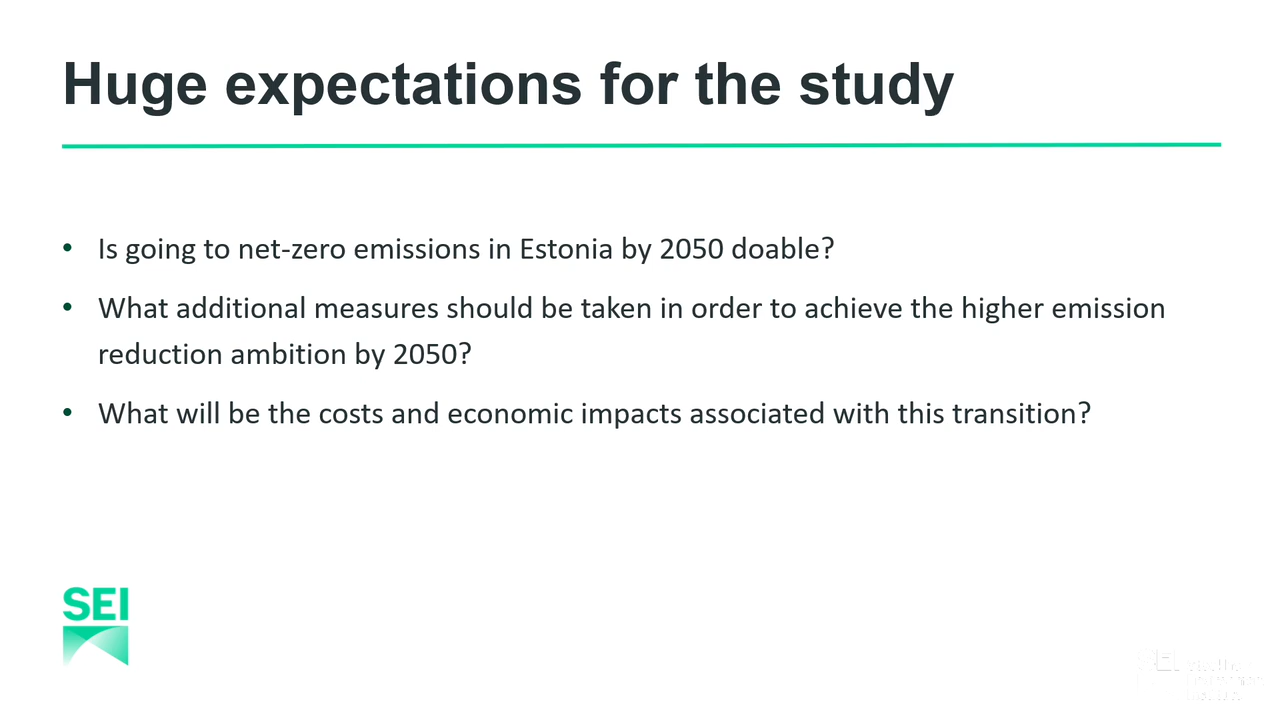 Huge expectations for the study
• Is going to net-zero emissions in Estonia by 2050 doable?
• What additional measures should be taken in order to achieve the higher emission
reduction ambition by 2050?
• What will be the costs and economic impacts associated with this transition?
SEI
SEI